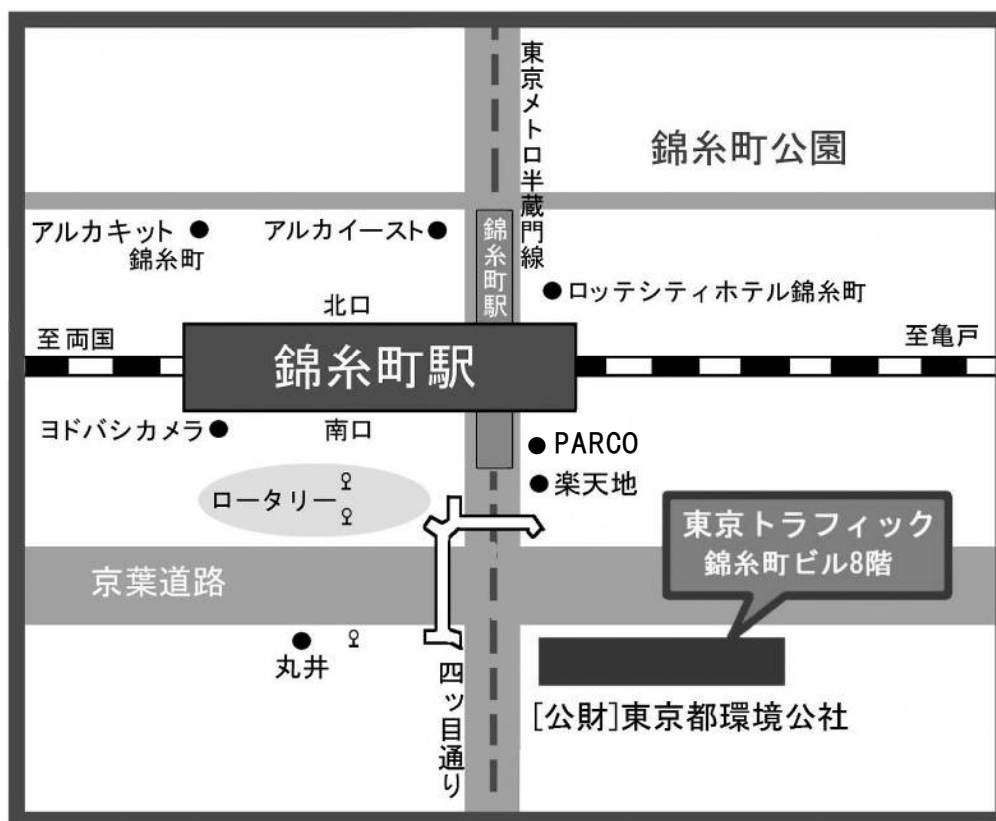 東京メトロ半蔵門線
錦糸町公園
アルカキット
錦糸町
アルカイースト
錦糸町駅
ロッテシティホテル錦糸町
北口
至両国
至亀戸
錦糸町駅
ヨドバシカメラ
南口
PARCO
楽天地
ロータリー
東京トラフィック
錦糸町ビル8階
京葉道路
丸井
四ッ目通り
[公財]東京都環境公社